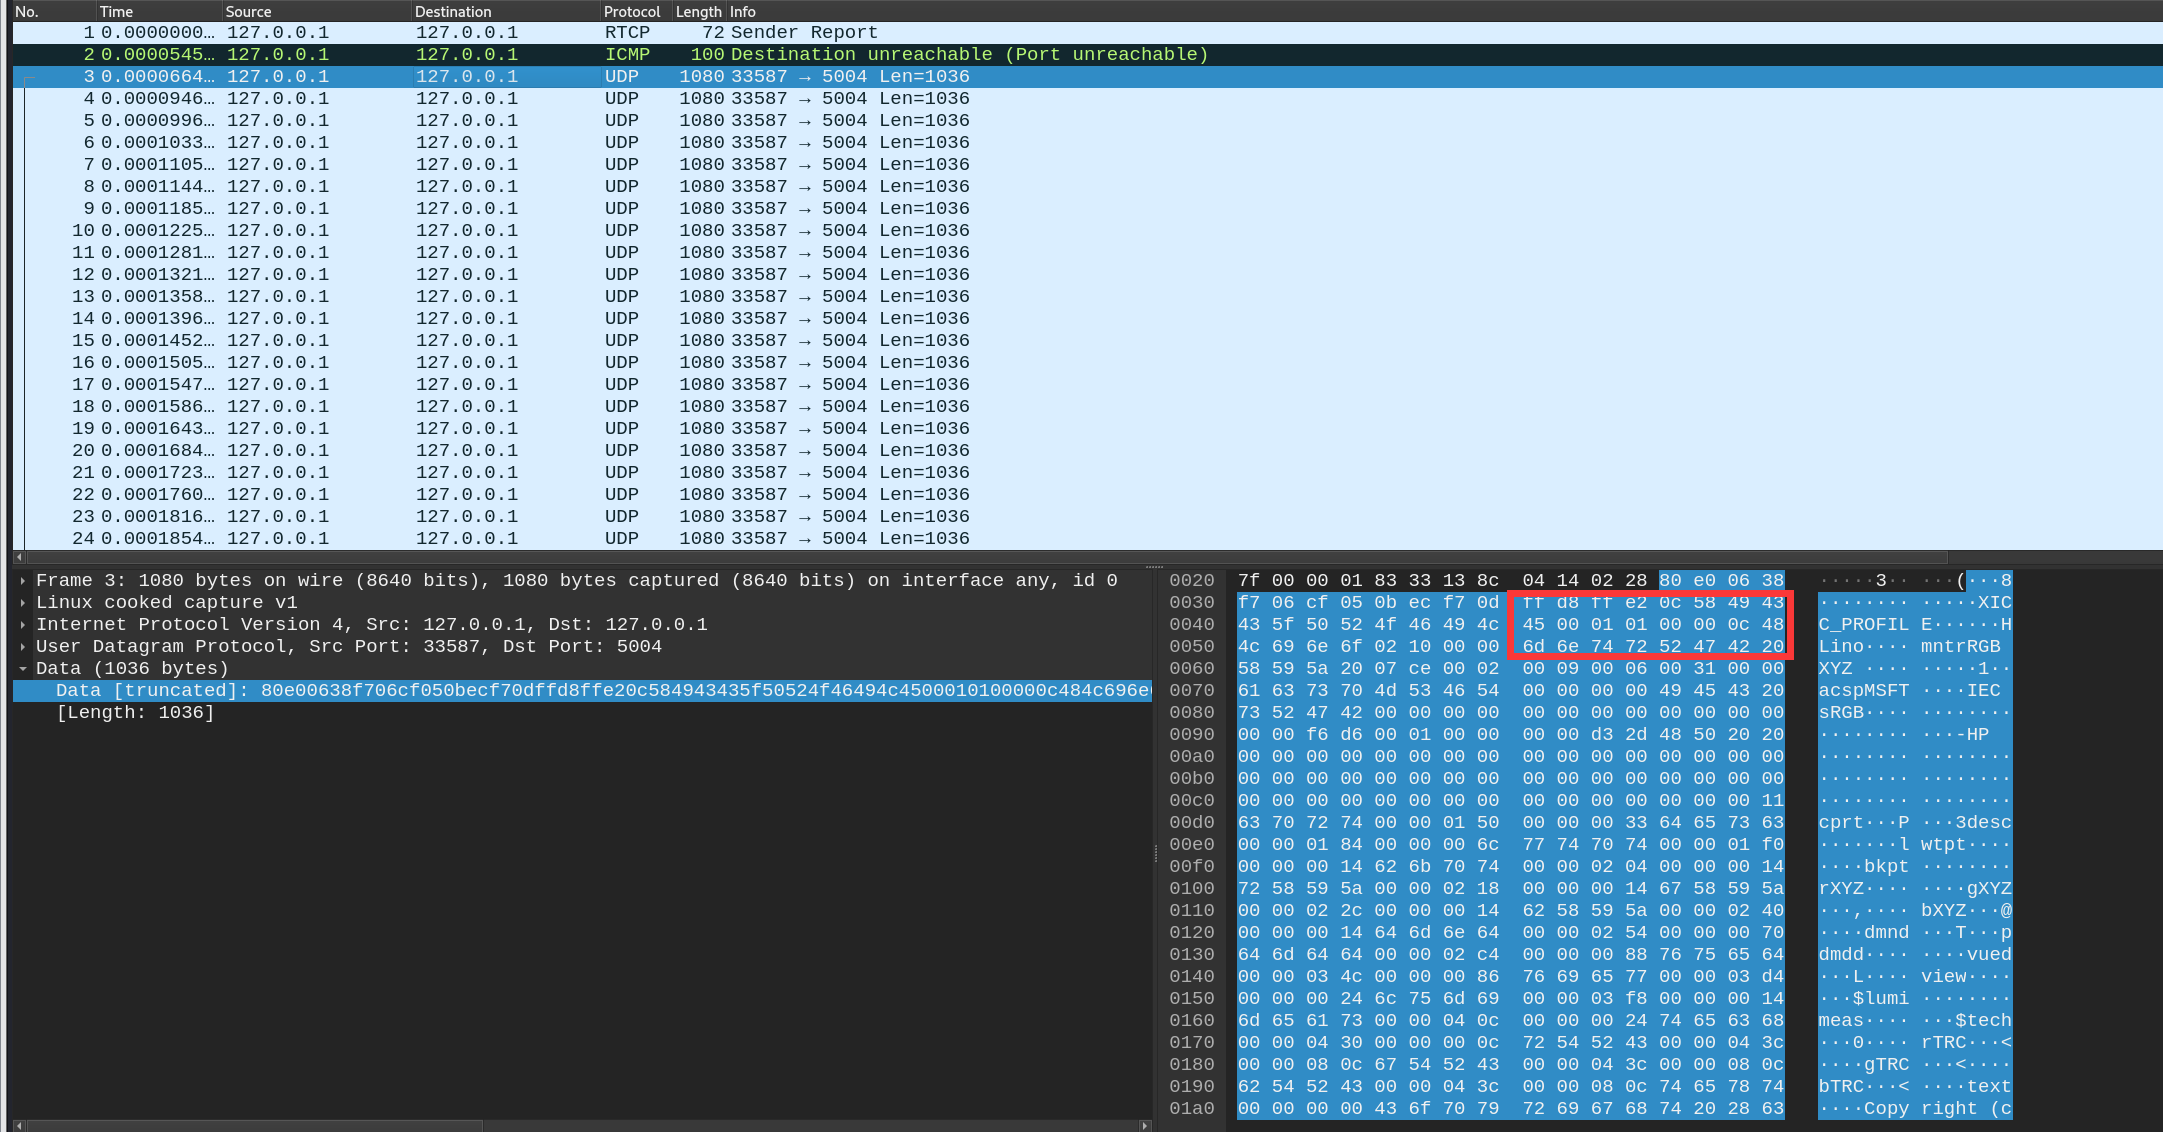 No. Time Source Destination Protocol Length Info
1 0.0000000… 127.0.0.1 127.0.0.1 RTCP 72 Sender Report
2 0.0000545… 127.0.0.1 127.0.0.1 ICMP 100 Destination unreachable (Port unreachable)
3 0.0000664… 127.0.0.1 127.0.0.1 UDP 1080 33587 → 5004 Len=1036
4 0.0000946… 127.0.0.1 127.0.0.1 UDP 1080 33587 → 5004 Len=1036
5 0.0000996… 127.0.0.1 127.0.0.1 UDP 1080 33587 → 5004 Len=1036
6 0.0001033… 127.0.0.1 127.0.0.1 UDP 1080 33587 → 5004 Len=1036
7 0.0001105… 127.0.0.1 127.0.0.1 UDP 1080 33587 → 5004 Len=1036
8 0.0001144… 127.0.0.1 127.0.0.1 UDP 1080 33587 → 5004 Len=1036
9 0.0001185… 127.0.0.1 127.0.0.1 UDP 1080 33587 → 5004 Len=1036
10 0.0001225… 127.0.0.1 127.0.0.1 UDP 1080 33587 → 5004 Len=1036
11 0.0001281… 127.0.0.1 127.0.0.1 UDP 1080 33587 → 5004 Len=1036
12 0.0001321… 127.0.0.1 127.0.0.1 UDP 1080 33587 → 5004 Len=1036
13 0.0001358… 127.0.0.1 127.0.0.1 UDP 1080 33587 → 5004 Len=1036
14 0.0001396… 127.0.0.1 127.0.0.1 UDP 1080 33587 → 5004 Len=1036
15 0.0001452… 127.0.0.1 127.0.0.1 UDP 1080 33587 → 5004 Len=1036
16 0.0001505… 127.0.0.1 127.0.0.1 UDP 1080 33587 → 5004 Len=1036
17 0.0001547… 127.0.0.1 127.0.0.1 UDP 1080 33587 → 5004 Len=1036
18 0.0001586… 127.0.0.1 127.0.0.1 UDP 1080 33587 → 5004 Len=1036
19 0.0001643… 127.0.0.1 127.0.0.1 UDP 1080 33587 → 5004 Len=1036
20 0.0001684… 127.0.0.1 127.0.0.1 UDP 1080 33587 → 5004 Len=1036
21 0.0001723… 127.0.0.1 127.0.0.1 UDP 1080 33587 → 5004 Len=1036
22 0.0001760… 127.0.0.1 127.0.0.1 UDP 1080 33587 → 5004 Len=1036
23 0.0001816… 127.0.0.1 127.0.0.1 UDP 1080 33587 → 5004 Len=1036
24 0.0001854… 127.0.0.1 127.0.0.1 UDP 1080 33587 → 5004 Len=1036
Frame 3: 1080 bytes on wire (8640 bits), 1080 bytes captured (8640 bits) on interface any, id 0
Linux cooked capture v1
Internet Protocol Version 4, Src: 127.0.0.1, Dst: 127.0.0.1
User Datagram Protocol, Src Port: 33587, Dst Port: 5004
Data (1036 bytes)
Data [truncated]: 80e00638f706cf050becf70dffd8ffe20c584943435f50524f46494c4500010100000c484c696e
[Length: 1036]
0020 7f 00 00 01 83 33 13 8c 04 14 02 28 80 e0 06 38 ·····3·· ···(···8
0030 f7 06 cf 05 0b ec f7 0d ff d8 ff e2 0c 58 49 43 ········ ·····XIC
0040 43 5f 50 52 4f 46 49 4c 45 00 01 01 00 00 0c 48 C_PROFIL E······H
0050 4c 69 6e 6f 02 10 00 00 6d 6e 74 72 52 47 42 20 Lino···· mntrRGB
0060 58 59 5a 20 07 ce 00 02 00 09 00 06 00 31 00 00 XYZ ···· ·····1··
0070 61 63 73 70 4d 53 46 54 00 00 00 00 49 45 43 20 acspMSFT ····IEC
0080 73 52 47 42 00 00 00 00 00 00 00 00 00 00 00 00 sRGB···· ········
0090 00 00 f6 d6 00 01 00 00 00 00 d3 2d 48 50 20 20 ········ ···-HP
00a0 00 00 00 00 00 00 00 00 00 00 00 00 00 00 00 00 ········ ········
00b0 00 00 00 00 00 00 00 00 00 00 00 00 00 00 00 00 ········ ········
00c0 00 00 00 00 00 00 00 00 00 00 00 00 00 00 00 11 ········ ········
00d0 63 70 72 74 00 00 01 50 00 00 00 33 64 65 73 63 cprt···P ···3desc
00e0 00 00 01 84 00 00 00 6c 77 74 70 74 00 00 01 f0 ·······l wtpt····
00f0 00 00 00 14 62 6b 70 74 00 00 02 04 00 00 00 14 ····bkpt ········
0100 72 58 59 5a 00 00 02 18 00 00 00 14 67 58 59 5a rXYZ···· ····gXYZ
0110 00 00 02 2c 00 00 00 14 62 58 59 5a 00 00 02 40 ···,···· bXYZ···@
0120 00 00 00 14 64 6d 6e 64 00 00 02 54 00 00 00 70 ····dmnd ···T···p
0130 64 6d 64 64 00 00 02 c4 00 00 00 88 76 75 65 64 dmdd···· ····vued
0140 00 00 03 4c 00 00 00 86 76 69 65 77 00 00 03 d4 ···L···· view····
0150 00 00 00 24 6c 75 6d 69 00 00 03 f8 00 00 00 14 ···$lumi ········
0160 6d 65 61 73 00 00 04 0c 00 00 00 24 74 65 63 68 meas···· ···$tech
0170 00 00 04 30 00 00 00 0c 72 54 52 43 00 00 04 3c ···0···· rTRC···<
0180 00 00 08 0c 67 54 52 43 00 00 04 3c 00 00 08 0c ····gTRC ···<····
0190 62 54 52 43 00 00 04 3c 00 00 08 0c 74 65 78 74 bTRC···< ····text
01a0 00 00 00 00 43 6f 70 79 72 69 67 68 74 20 28 63 ····Copy right (c